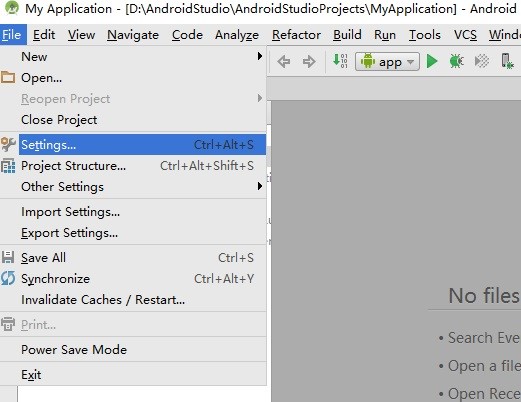 My Application - [D:\AndroidStudio\AndroidStudioProjects\MyApplication] - Android
File Edit View Navigate Code Analyze Refactor Build Run Tools VCS
New
Open...
app
Reopen Project
Close Project
Settings... Ctrl+Alt+S
Project Structure... Ctrl+Alt+Shift+S
Other Settings
Import Settings...
Export Settings...
Save All Ctrl+S
Synchronize Ctrl+Alt+Y
Invalidate Caches / Restart...
No files
Print...
• Search Eve
Power Save Mode
• Open a file
Exit
• Open Rece